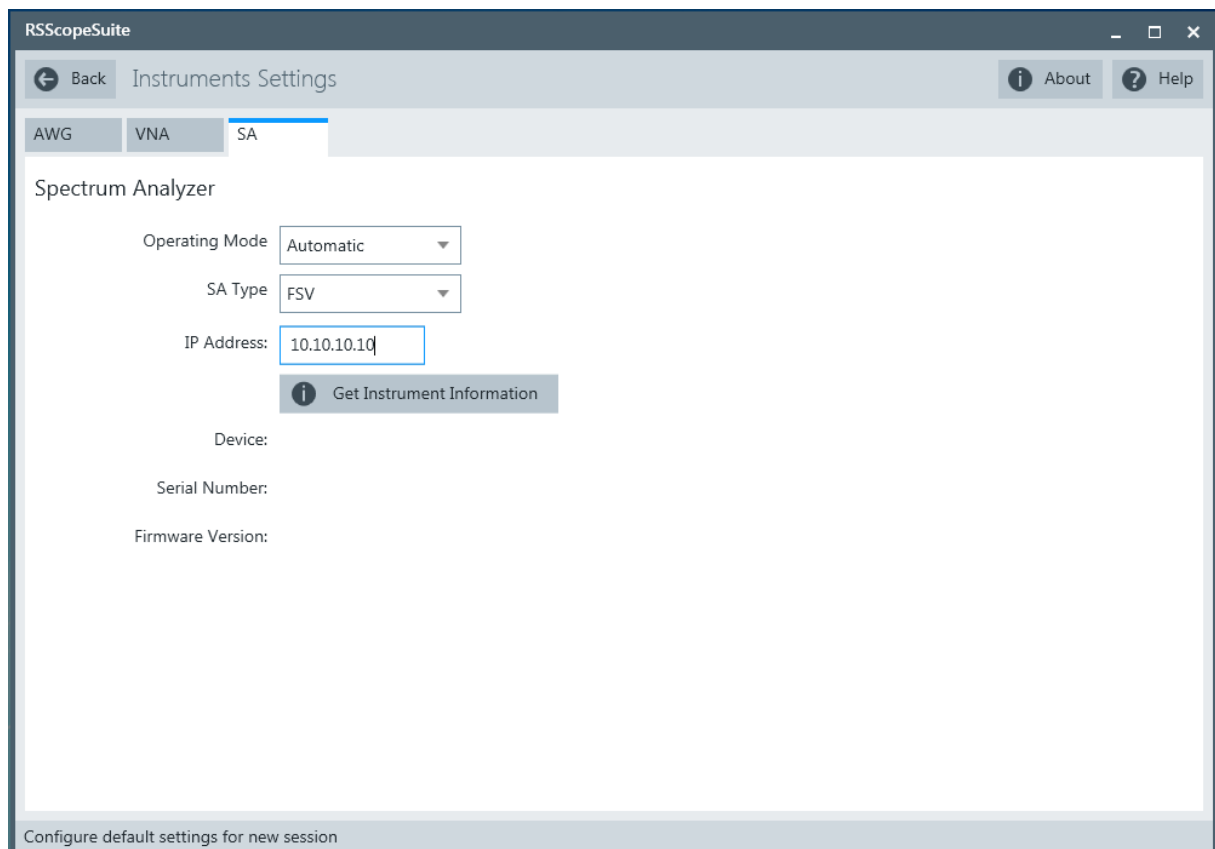 RSScopeSuite
Back Instruments Settings About Help
AWG VNA SA
Spectrum Analyzer
Operating Mode Automatic
SA Type FSV
IP Address: 10.10.10.10
Get Instrument Information
Device:
Serial Number:
Firmware Version:
Configure default settings for new session